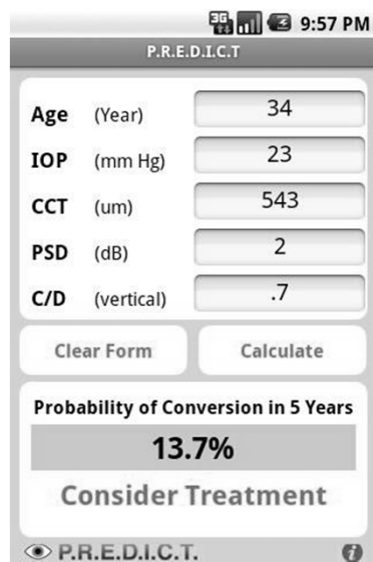 3G 9:57 PM
P.R.E.D.I.C.T
Age (Year) 34
IOP (mm Hg) 23
CCT (um) 543
PSD (dB) 2
C/D (vertical) .7
Clear Form Calculate
Probability of Conversion in 5 Years
13.7%
Consider Treatment
P.R.E.D.I.C.T. i